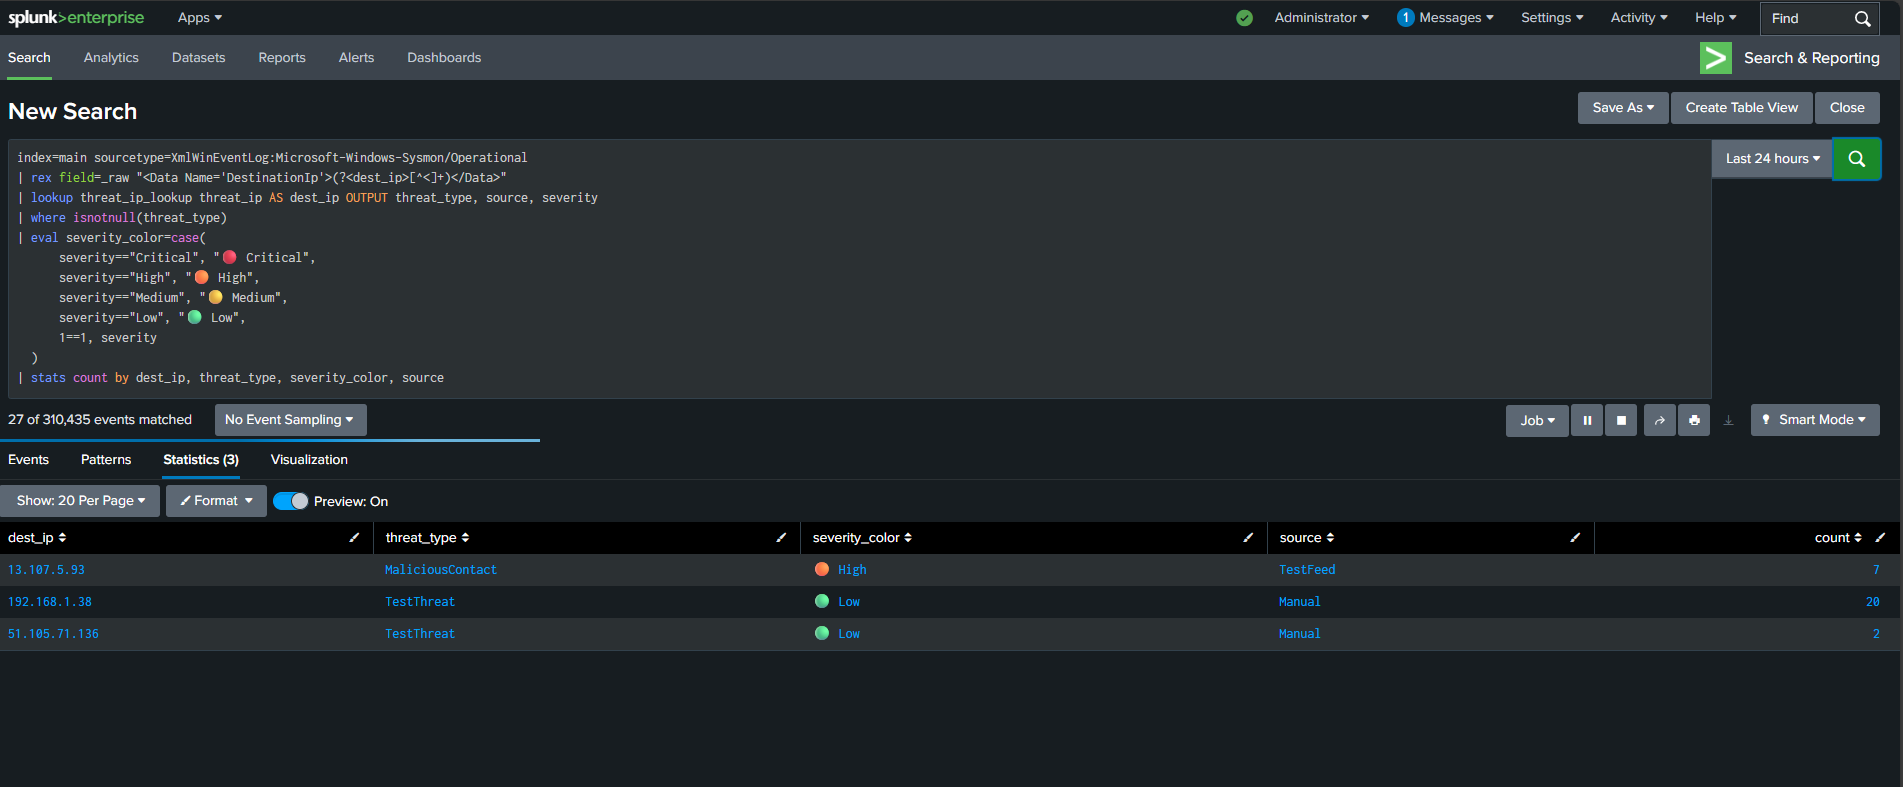 splunk>enterprise Apps Administrator 1 Messages Settings Activity Help Find
Search Analytics Datasets Reports Alerts Dashboards Search & Reporting
New Search Save As Create Table View Close
index=main sourcetype=XmlWinEventLog:Microsoft-Windows-Sysmon/Operational Last 24 hours
| rex field=_raw "<Data Name='DestinationIp'>(?<dest_ip>[^<]+)</Data>"
| lookup threat_ip_lookup threat_ip AS dest_ip OUTPUT threat_type, source, severity
| where isnotnull(threat_type)
| eval severity_color=case(
severity=="Critical", "🔴 Critical",
severity=="High", "🟠 High",
severity=="Medium", "🟡 Medium",
severity=="Low", "🟢 Low",
1==1, severity
)
| stats count by dest_ip, threat_type, severity_color, source
27 of 310,435 events matched No Event Sampling Job Smart Mode
Events Patterns Statistics (3) Visualization
Show: 20 Per Page Format Preview: On
dest_ip threat_type severity_color source count
13.107.5.93 MaliciousContact 🟠 High TestFeed 7
192.168.1.38 TestThreat 🟢 Low Manual 20
51.105.71.136 TestThreat 🟢 Low Manual 2